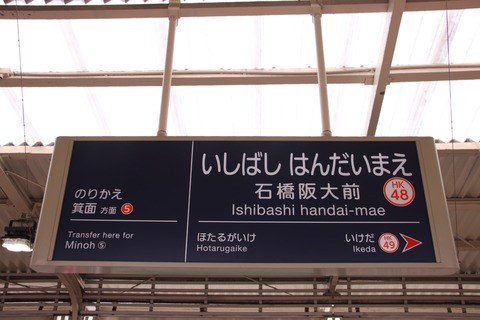 のりかえ
箕面 方面 5
Transfer here for
Minoh 5
いしばし はんだいまえ
石橋阪大前
HK
48
Ishibashi handai-mae
ほたるがいけ
Hotarugaike
いけだ
Ikeda
HK
49